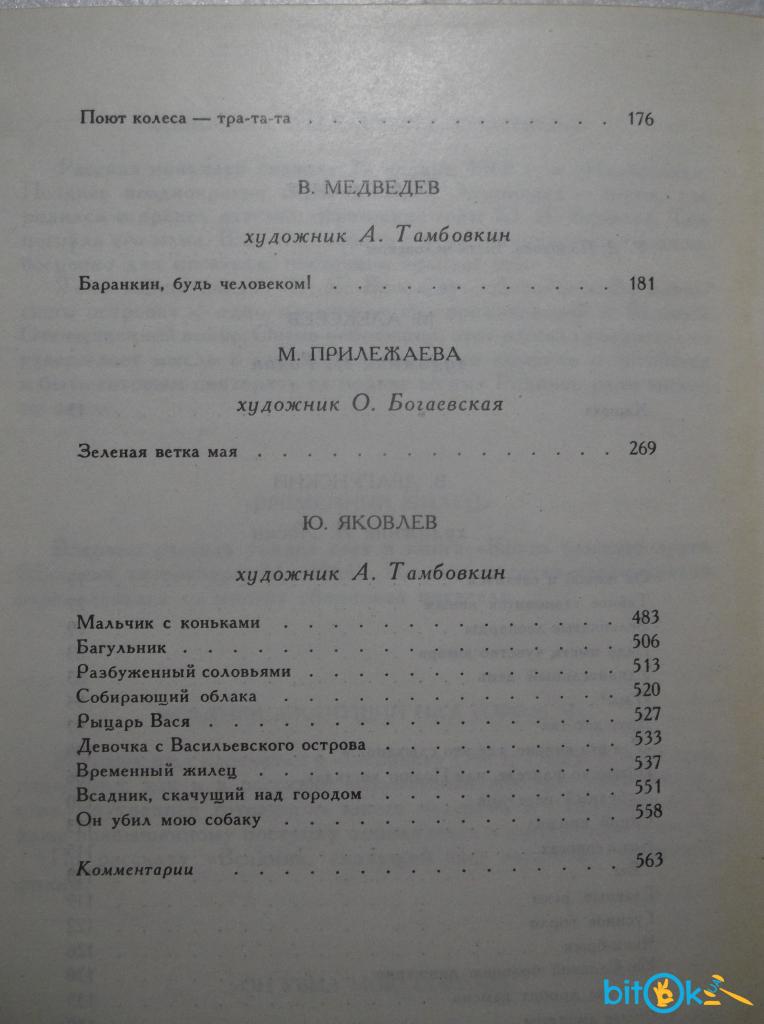 Поют колеса — тра-та-та . . . . . . . . . . . . . 176
В. МЕДВЕДЕВ
художник А. Тамбовкин
Баранкин, будь человеком! . . . . . . . . . . . . 181
М. ПРИЛЕЖАЕВА
художник О. Богаевская
Зеленая ветка мая . . . . . . . . . . . . . . . 269
Ю. ЯКОВЛЕВ
художник А. Тамбовкин
Мальчик с коньками . . . . . . . . . . . . . . 483
Багульник . . . . . . . . . . . . . . . . . . 506
Разбуженный соловьями . . . . . . . . . . . . . 513
Собирающий облака . . . . . . . . . . . . . . 520
Рыцарь Вася . . . . . . . . . . . . . . . . . 527
Девочка с Васильевского острова . . . . . . . . . . 533
Временный жилец . . . . . . . . . . . . . . . 537
Всадник, скачущий над городом . . . . . . . . . . 551
Он убил мою собаку . . . . . . . . . . . . . . 558
Комментарии . . . . . . . . . . . . . . . . 563
bitok.ua